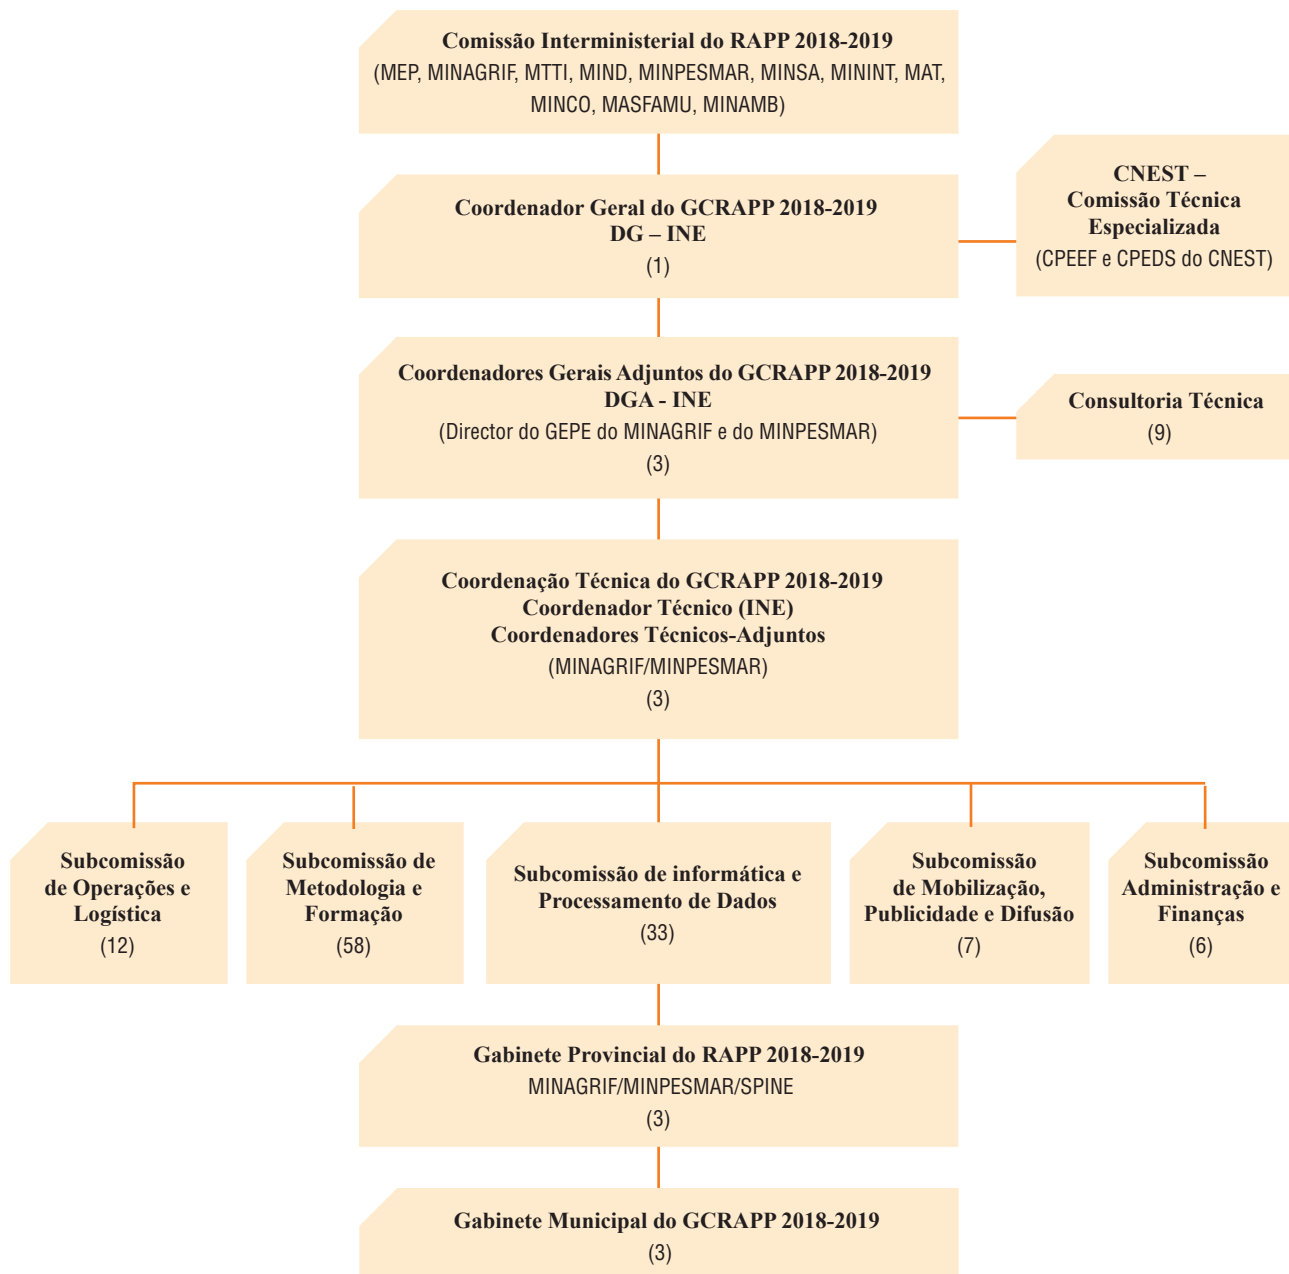 Comissão Interministerial do RAPP 2018-2019
(MEP, MINAGRIF, MTTI, MIND, MINPESMAR, MINSA, MININT, MAT,
MINCO, MASFAMU, MINAMB)
Coordenador Geral do GCRAPP 2018-2019
DG – INE
(1)
CNEST –
Comissão Técnica
Especializada
(CPEEF e CPEDS do CNEST)
Coordenadores Gerais Adjuntos do GCRAPP 2018-2019
DGA - INE
(Director do GEPE do MINAGRIF e do MINPESMAR)
(3)
Consultoria Técnica
(9)
Coordenação Técnica do GCRAPP 2018-2019
Coordenador Técnico (INE)
Coordenadores Técnicos-Adjuntos
(MINAGRIF/MINPESMAR)
(3)
Subcomissão
de Operações e
Logística
(12)
Subcomissão de
Metodologia e
Formação
(58)
Subcomissão de informática e
Processamento de Dados
(33)
Subcomissão
de Mobilização,
Publicidade e Difusão
(7)
Subcomissão
Administração e
Finanças
(6)
Gabinete Provincial do RAPP 2018-2019
MINAGRIF/MINPESMAR/SPINE
(3)
Gabinete Municipal do GCRAPP 2018-2019
(3)